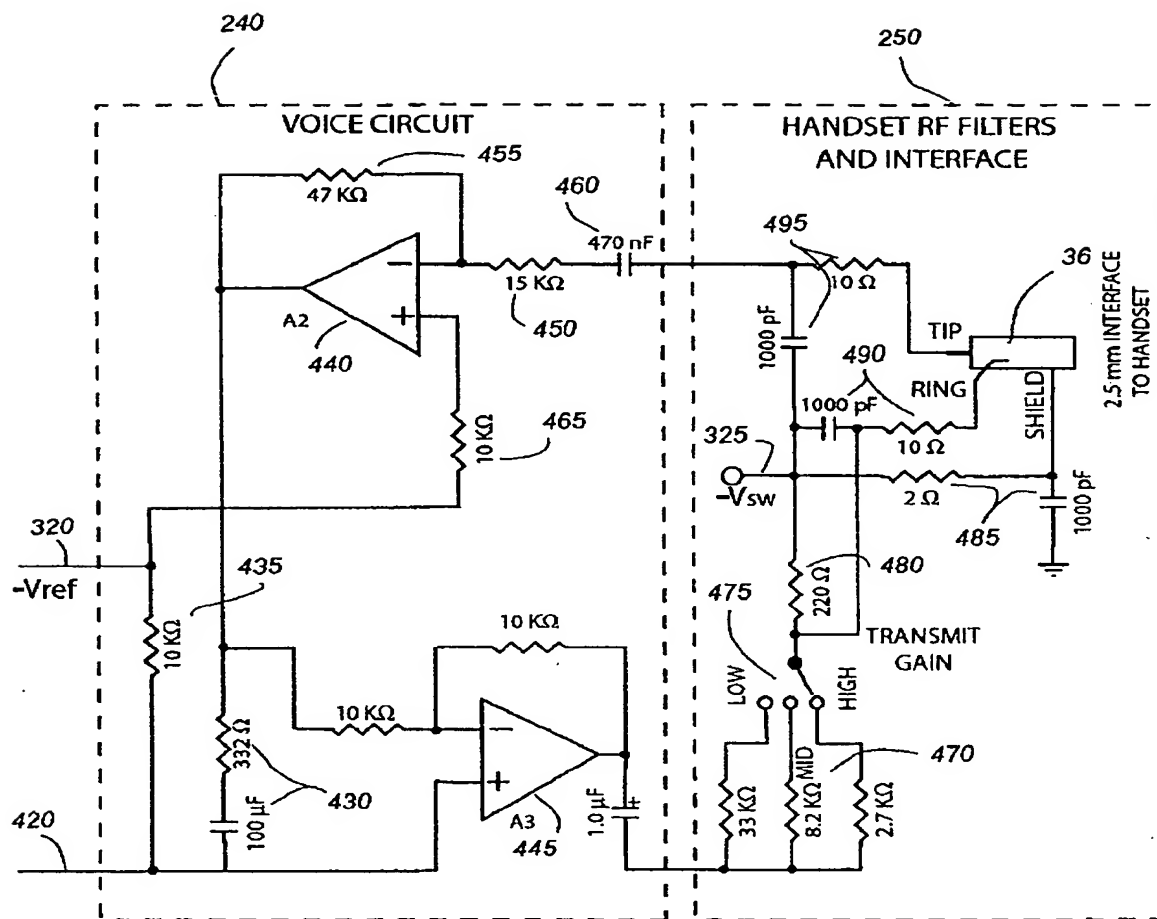 240
250
VOICE CIRCUIT
HANDSET RF FILTERS
AND INTERFACE
455
47 KΩ
460
470 nF
495
15 KΩ
450
10 Ω
36
A2
440
1000 pF
TIP
490
RING
1000 pF
10 Ω
SHIELD
2.5 mm INTERFACE
TO HANDSET
10 KΩ
465
325
-Vsw
2 Ω
485
1000 pF
320
-Vref
435
10 KΩ
480
220 Ω
475
TRANSMIT
GAIN
10 KΩ
LOW
HIGH
10 KΩ
332 Ω
430
100 µF
MID
470
420
A3
445
1.0 µF
+
33 KΩ
8.2 KΩ
2.7 KΩ